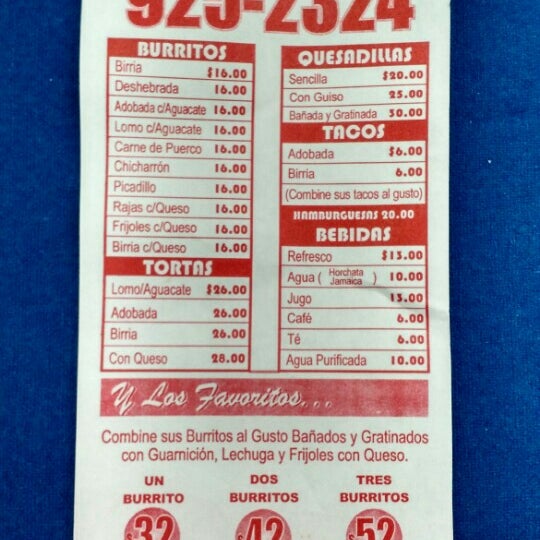 925-2324
BURRITOS
Birria $16.00
Deshebrada 16.00
Adobada c/Aguacate 16.00
Lomo c/Aguacate 16.00
Carne de Puerco 16.00
Chicharrón 16.00
Picadillo 16.00
Rajas c/Queso 16.00
Frijoles c/Queso 16.00
Birria c/Queso 16.00
TORTAS
Lomo/Aguacate $26.00
Adobada 26.00
Birria 26.00
Con Queso 28.00
QUESADILLAS
Sencilla $20.00
Con Guiso 25.00
Bañada y Gratinada 30.00
TACOS
Adobada $6.00
Birria 6.00
(Combine sus tacos al gusto)
HAMBURGUESAS 20.00
BEBIDAS
Refresco $13.00
Agua ( Horchata Jamaica ) 10.00
Jugo 13.00
Café 6.00
Té 6.00
Agua Purificada 10.00
Y Los Favoritos...
Combine sus Burritos al Gusto Bañados y Gratinados
con Guarnición, Lechuga y Frijoles con Queso.
UN BURRITO
$32
DOS BURRITOS
$42
TRES BURRITOS
$52